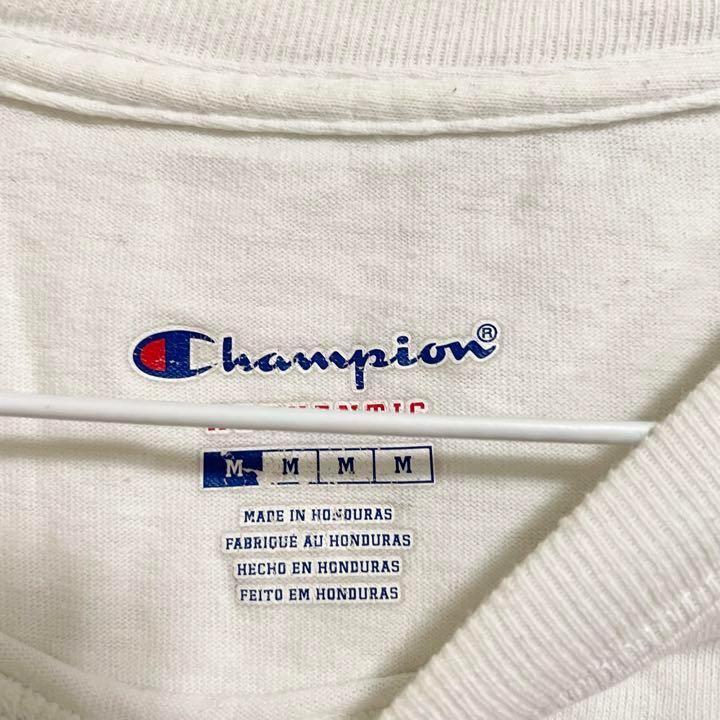 Champion®
M M M M
MADE IN HONDURAS
FABRIQUÉ AU HONDURAS
HECHO EN HONDURAS
FEITO EM HONDURAS